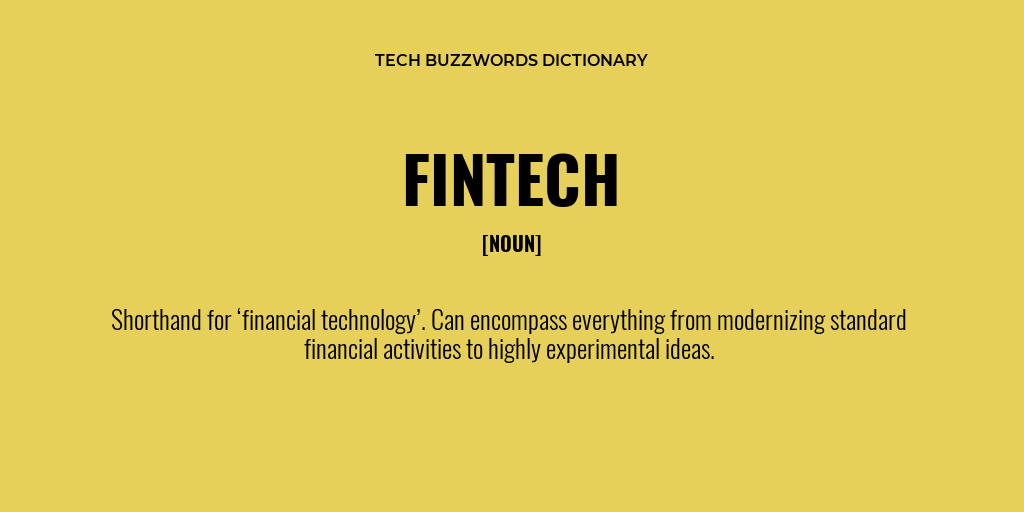 TECH BUZZWORDS DICTIONARY
FINTECH
[NOUN]
Shorthand for ‘financial technology’. Can encompass everything from modernizing standard
financial activities to highly experimental ideas.